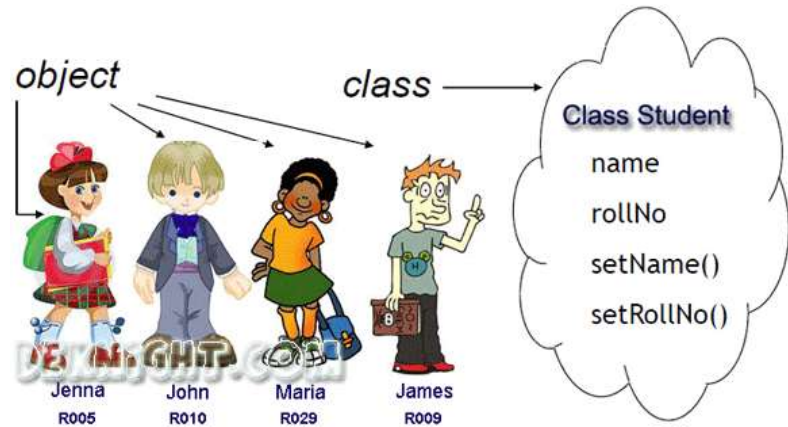 object
class
Class Student
name
rollNo
setName()
setRollNo()
Jenna
John
Maria
James
R005
R010
R029
R009